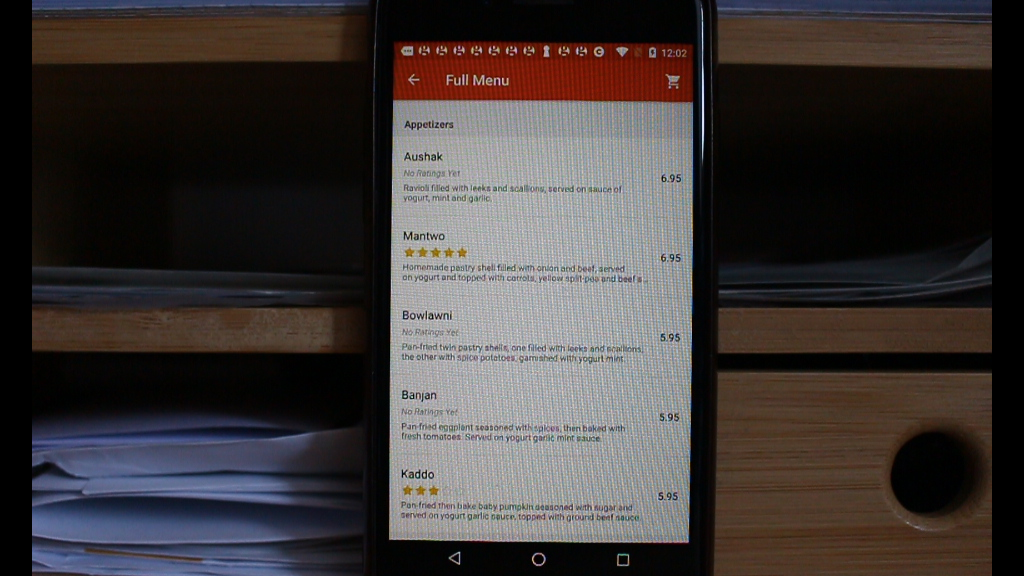 12:02
Full Menu
Appetizers
Aushak
No Ratings Yet
6.95
Ravioli filled with leeks and scallions, served on sauce of
yogurt, mint and garlic.
Mantwo
6.95
Homemade pastry shell filled with onion and beef, served
on yogurt and topped with carrots, yellow split-pea and beef s...
Bowlawni
No Ratings Yet
5.95
Pan-fried twin pastry shells, one filled with leeks and scallions,
the other with spice potatoes, garnished with yogurt mint
Banjan
No Ratings Yet
5.95
Pan-fried eggplant seasoned with spices, then baked with
fresh tomatoes. Served on yogurt garlic mint sauce.
Kaddo
5.95
Pan-fried then bake baby pumpkin seasoned with sugar and
served on yogurt garlic sauce, topped with ground beef sauce